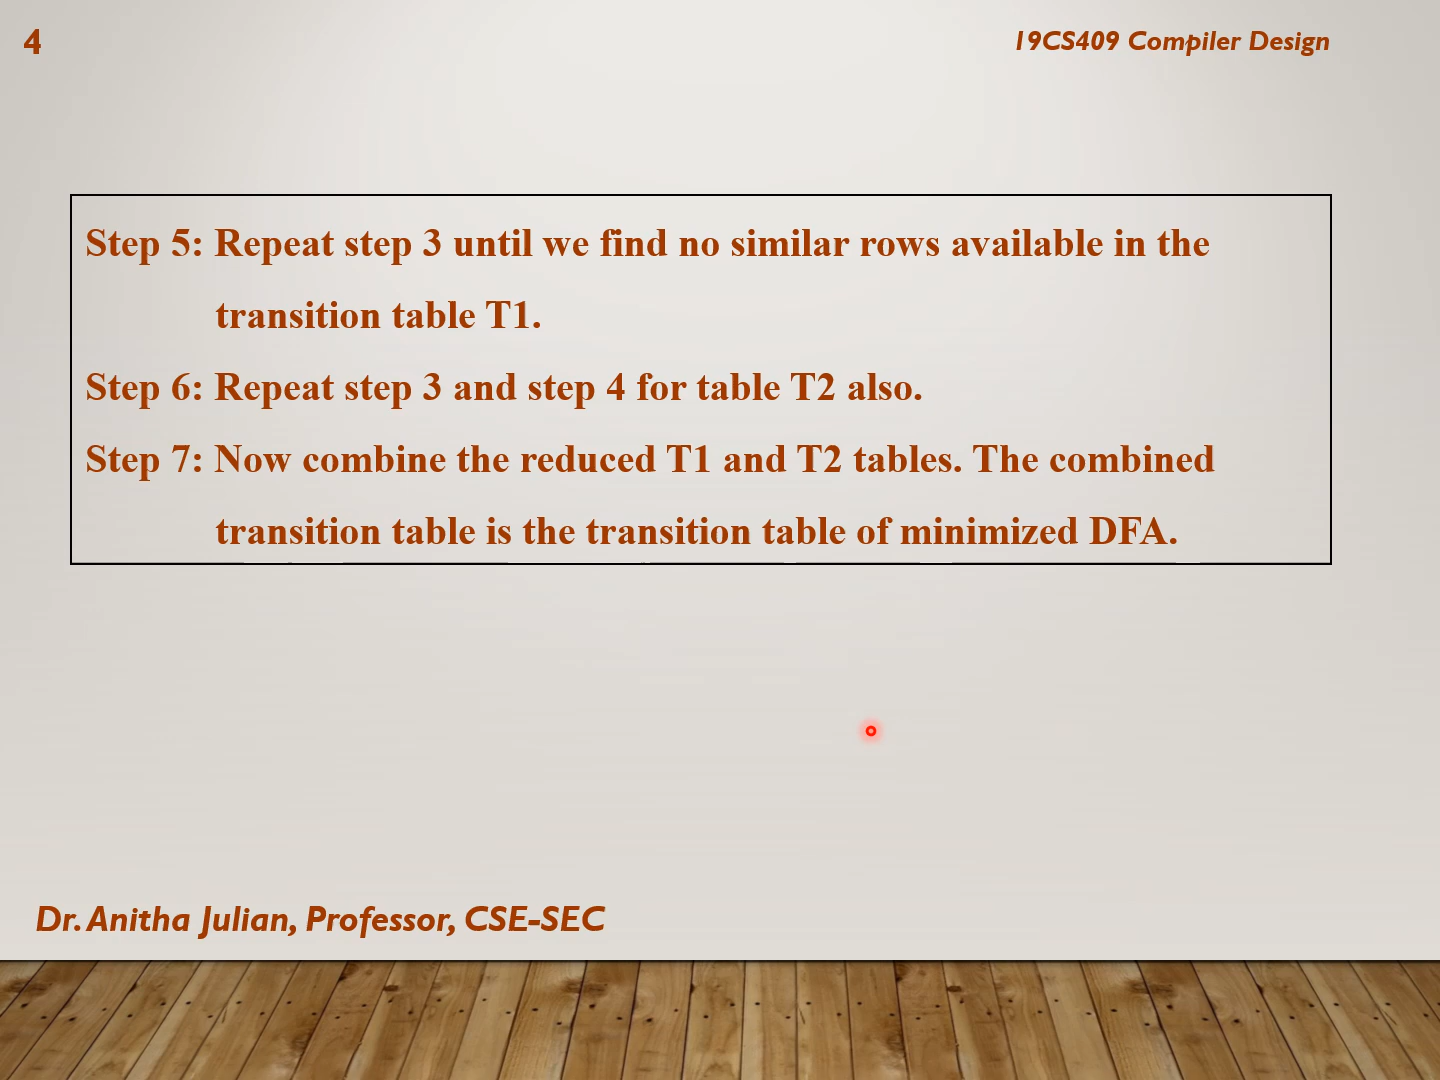 4
19CS409 Compiler Design
Step 5: Repeat step 3 until we find no similar rows available in the
transition table T1.
Step 6: Repeat step 3 and step 4 for table T2 also.
Step 7: Now combine the reduced T1 and T2 tables. The combined
transition table is the transition table of minimized DFA.
Dr. Anitha Julian, Professor, CSE-SEC